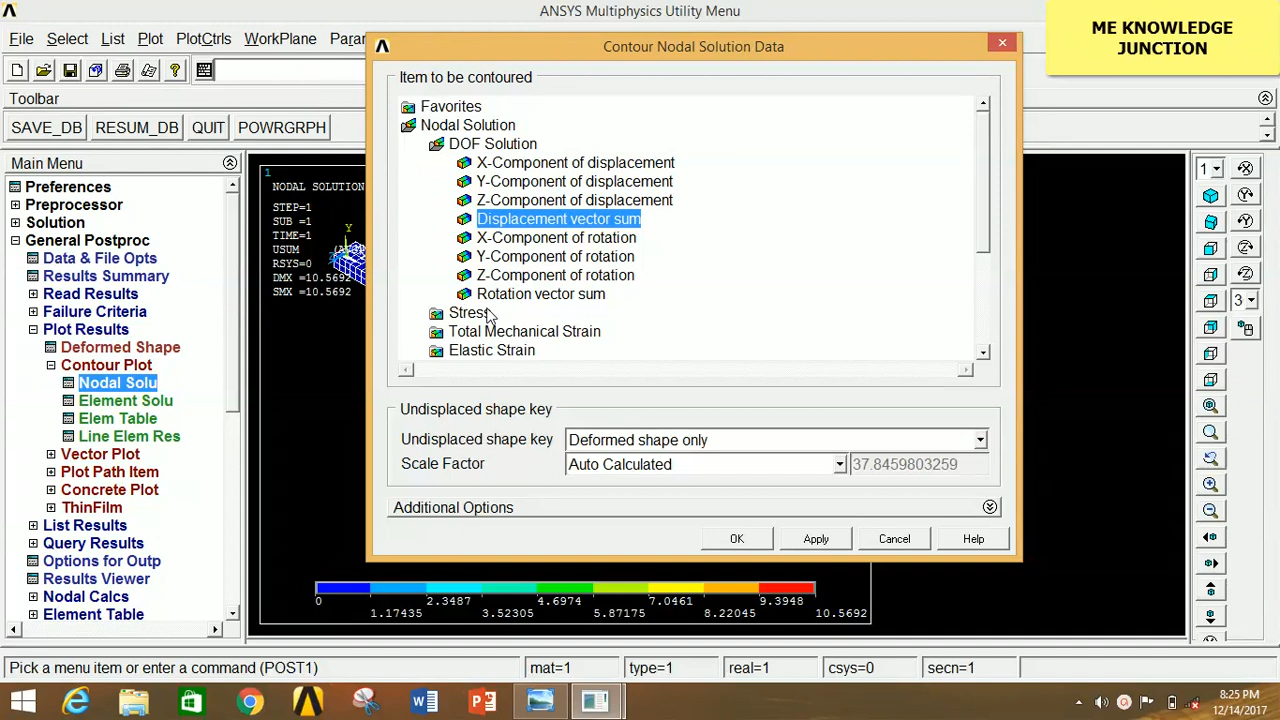 ANSYS Multiphysics Utility Menu
ME KNOWLEDGE
JUNCTION
File Select List Plot PlotCtrls WorkPlane Param
Toolbar
SAVE_DB RESUM_DB QUIT POWRGRPH
Main Menu
Preferences
Preprocessor
Solution
General Postproc
Data & File Opts
Results Summary
Read Results
Failure Criteria
Plot Results
Deformed Shape
Contour Plot
Nodal Solu
Element Solu
Elem Table
Line Elem Res
Vector Plot
Plot Path Item
Concrete Plot
ThinFilm
List Results
Query Results
Options for Outp
Results Viewer
Nodal Calcs
Element Table
1
NODAL SOLUTION
STEP=1
SUB =1
TIME=1
USUM
RSYS=0
DMX =10.5692
SMX =10.5692
Y
Contour Nodal Solution Data
Item to be contoured
Favorites
Nodal Solution
DOF Solution
X-Component of displacement
Y-Component of displacement
Z-Component of displacement
Displacement vector sum
X-Component of rotation
Y-Component of rotation
Z-Component of rotation
Rotation vector sum
Stress
Total Mechanical Strain
Elastic Strain
Undisplaced shape key
Undisplaced shape key Deformed shape only
Scale Factor Auto Calculated 37.8459803259
Additional Options
OK Apply Cancel Help
0 2.3487 4.6974 7.0461 9.3948
1.17435 3.52305 5.87175 8.22045 10.5692
1
3
Pick a menu item or enter a command (POST1) mat=1 type=1 real=1 csys=0 secn=1
8:25 PM
12/14/2017